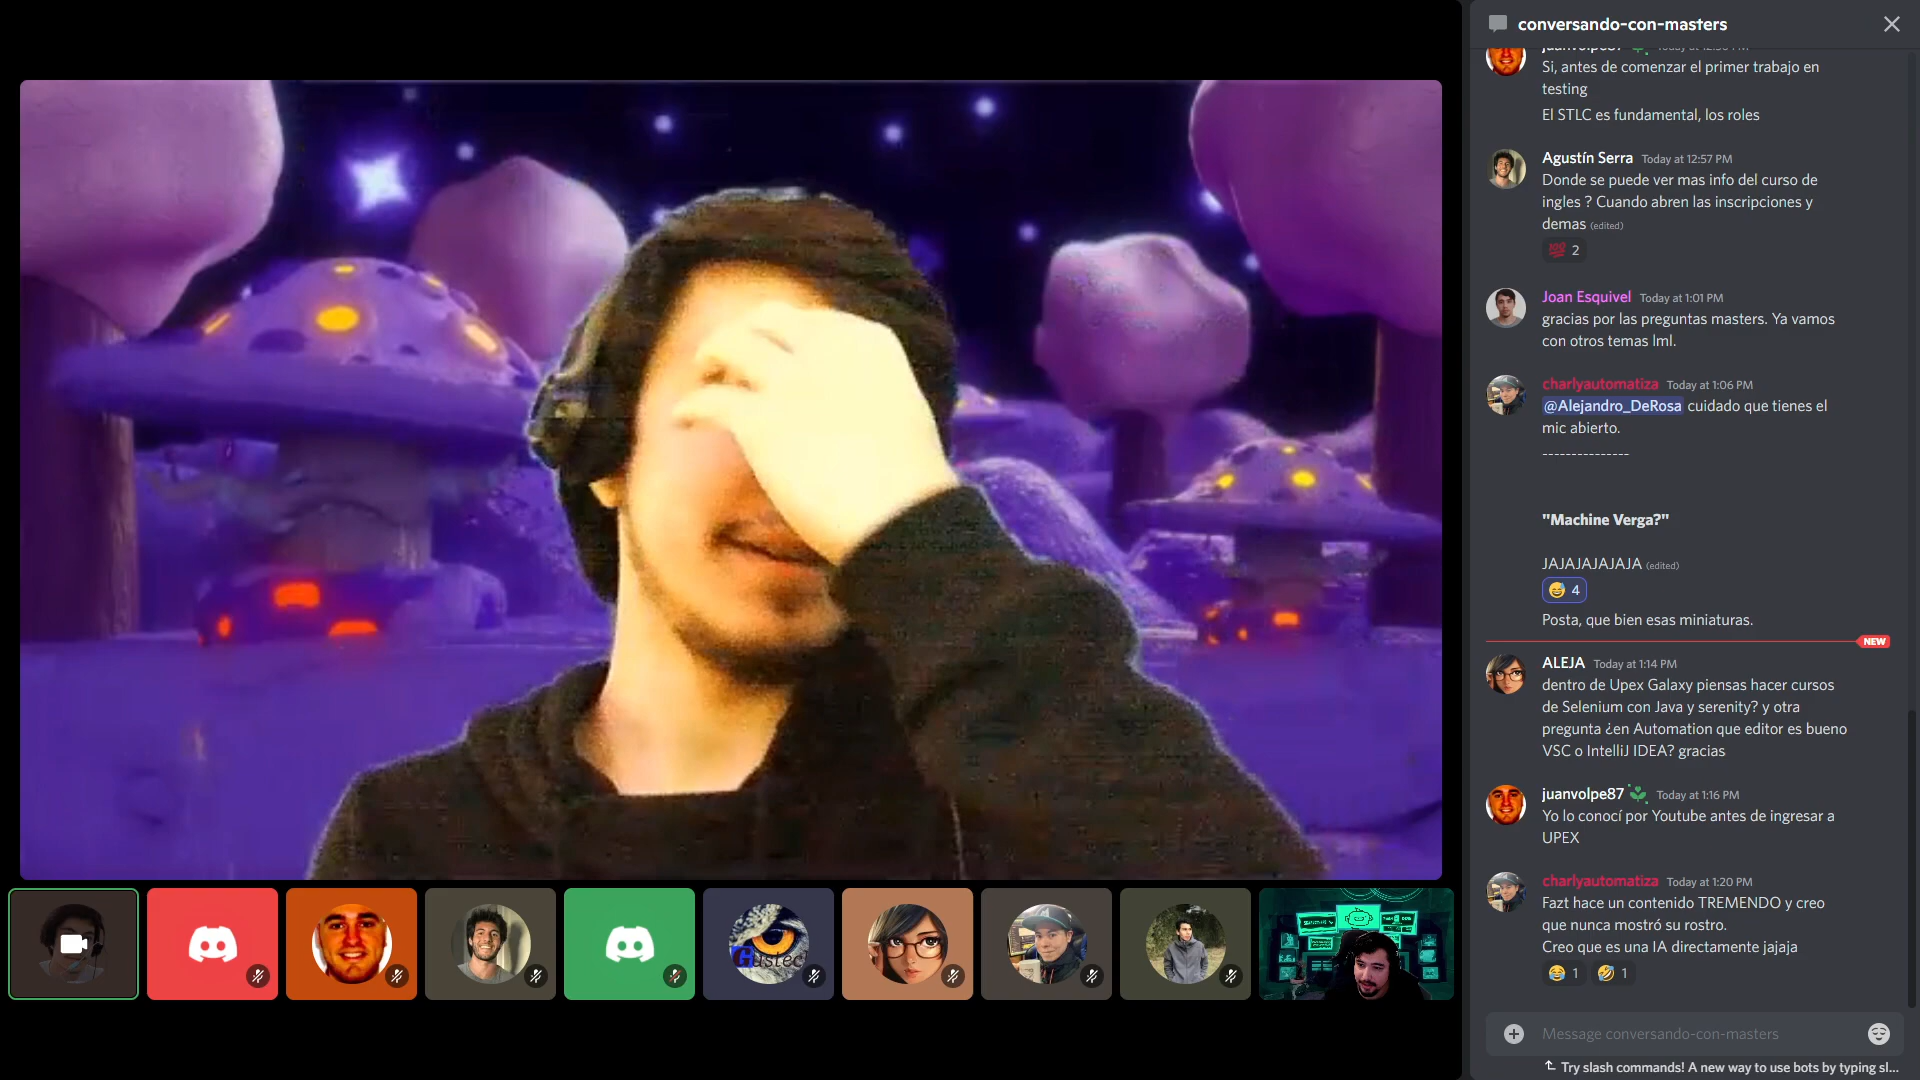 conversando-con-masters
Si, antes de comenzar el primer trabajo en
testing
El STLC es fundamental, los roles
Agustín Serra Today at 12:57 PM
Donde se puede ver mas info del curso de
ingles ? Cuando abren las inscripciones y
demas (edited)
2
Joan Esquivel Today at 1:01 PM
gracias por las preguntas masters. Ya vamos
con otros temas lml.
charlyautomatiza Today at 1:06 PM
@Alejandro_DeRosa cuidado que tienes el
mic abierto.
---------------
"Machine Verga?"
JAJAJAJAJAJA (edited)
4
Posta, que bien esas miniaturas.
NEW
ALEJA Today at 1:14 PM
dentro de Upex Galaxy piensas hacer cursos
de Selenium con Java y serenity? y otra
pregunta ¿en Automation que editor es bueno
VSC o IntelliJ IDEA? gracias
juanvolpe87 Today at 1:16 PM
Yo lo conocí por Youtube antes de ingresar a
UPEX
charlyautomatiza Today at 1:20 PM
Fazt hace un contenido TREMENDO y creo
que nunca mostró su rostro.
Creo que es una IA directamente jajaja
1 1
Message conversando-con-masters
Try slash commands! A new way to use bots by typing sl...